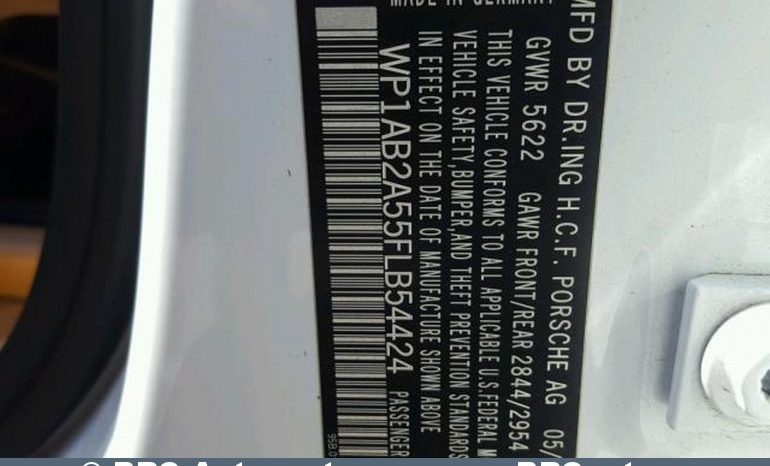 MFD BY DR.ING H.C.F. PORSCHE AG 05/
GVWR 5622 GAWR FRONT/REAR 2844/2954
THIS VEHICLE CONFORMS TO ALL APPLICABLE U.S.FEDERAL M
VEHICLE SAFETY,BUMPER,AND THEFT PREVENTION STANDARDS
IN EFFECT ON THE DATE OF MANUFACTURE SHOWN ABOVE
WP1AB2A55FLB54424 PASSENGER
MADE IN GERMANY